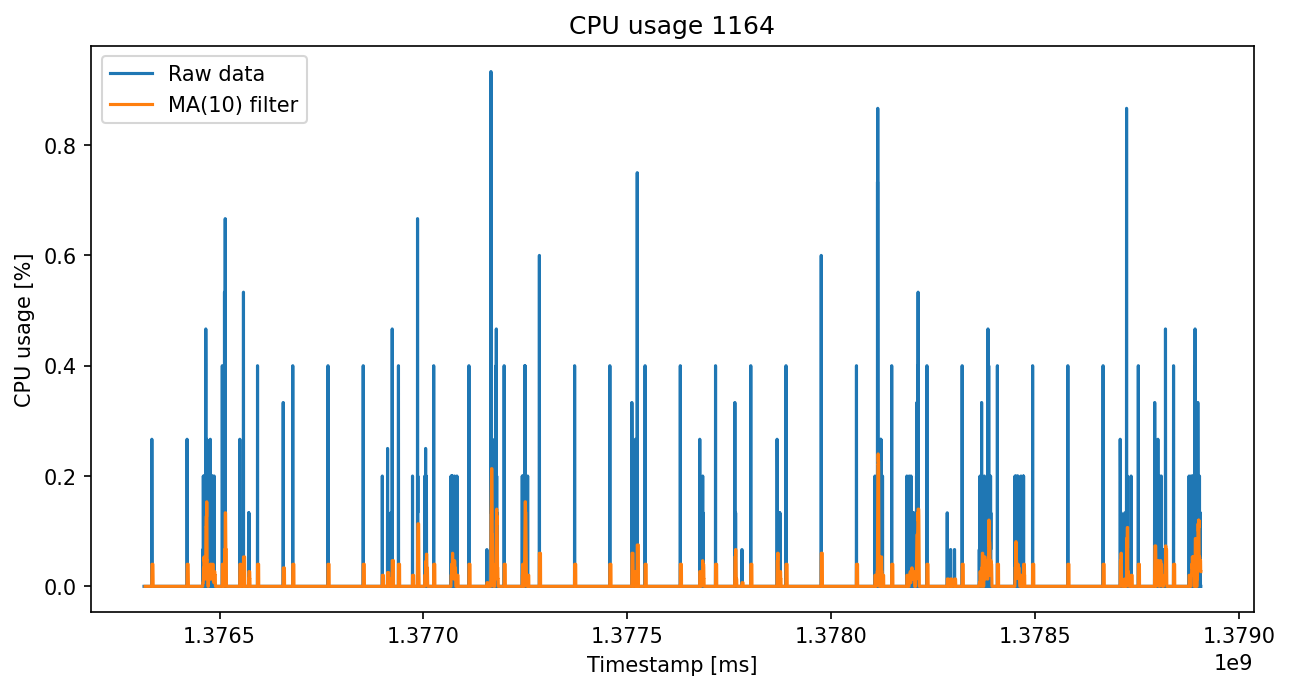 CPU usage 1164
Raw data
MA(10) filter
CPU usage [%]
0.8
0.6
0.4
0.2
0.0
1.3765 1.3770 1.3775 1.3780 1.3785 1.3790
1e9
Timestamp [ms]